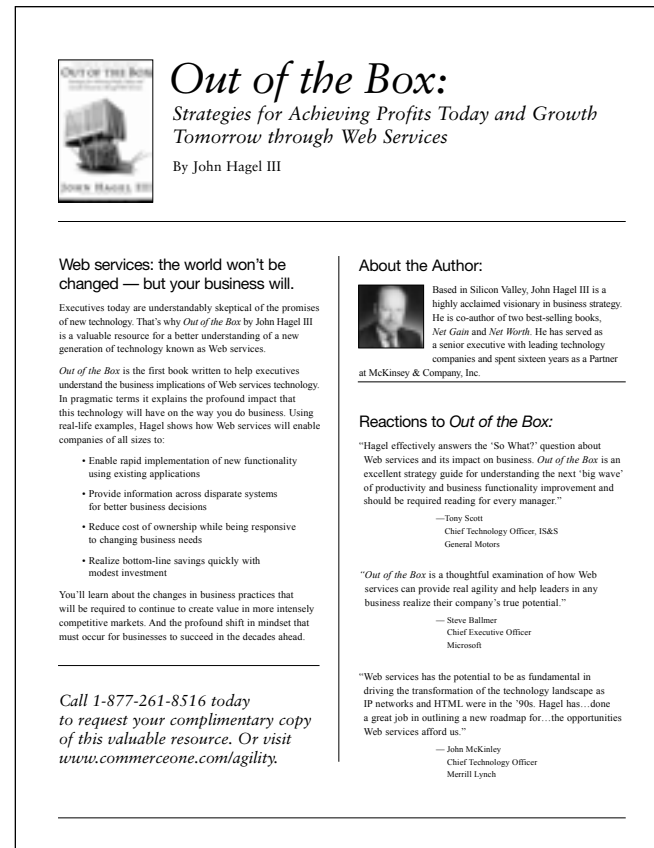 OUT OF THE BOX
JOHN HAGEL III
Out of the Box:
Strategies for Achieving Profits Today and Growth
Tomorrow through Web Services
By John Hagel III
Web services: the world won’t be
changed — but your business will.
Executives today are understandably skeptical of the promises
of new technology. That’s why Out of the Box by John Hagel III
is a valuable resource for a better understanding of a new
generation of technology known as Web services.
Out of the Box is the first book written to help executives
understand the business implications of Web services technology.
In pragmatic terms it explains the profound impact that
this technology will have on the way you do business. Using
real-life examples, Hagel shows how Web services will enable
companies of all sizes to:
• Enable rapid implementation of new functionality
using existing applications
• Provide information across disparate systems
for better business decisions
• Reduce cost of ownership while being responsive
to changing business needs
• Realize bottom-line savings quickly with
modest investment
You’ll learn about the changes in business practices that
will be required to continue to create value in more intensely
competitive markets. And the profound shift in mindset that
must occur for businesses to succeed in the decades ahead.
Call 1-877-261-8516 today
to request your complimentary copy
of this valuable resource. Or visit
www.commerceone.com/agility.
About the Author:
Based in Silicon Valley, John Hagel III is a
highly acclaimed visionary in business strategy.
He is co-author of two best-selling books,
Net Gain and Net Worth. He has served as
a senior executive with leading technology
companies and spent sixteen years as a Partner
at McKinsey & Company, Inc.
Reactions to Out of the Box:
“Hagel effectively answers the ‘So What?’ question about
Web services and its impact on business. Out of the Box is an
excellent strategy guide for understanding the next ‘big wave’
of productivity and business functionality improvement and
should be required reading for every manager.”
—Tony Scott
Chief Technology Officer, IS&S
General Motors
“Out of the Box is a thoughtful examination of how Web
services can provide real agility and help leaders in any
business realize their company’s true potential.”
— Steve Ballmer
Chief Executive Officer
Microsoft
“Web services has the potential to be as fundamental in
driving the transformation of the technology landscape as
IP networks and HTML were in the ’90s. Hagel has…done
a great job in outlining a new roadmap for…the opportunities
Web services afford us.”
— John McKinley
Chief Technology Officer
Merrill Lynch